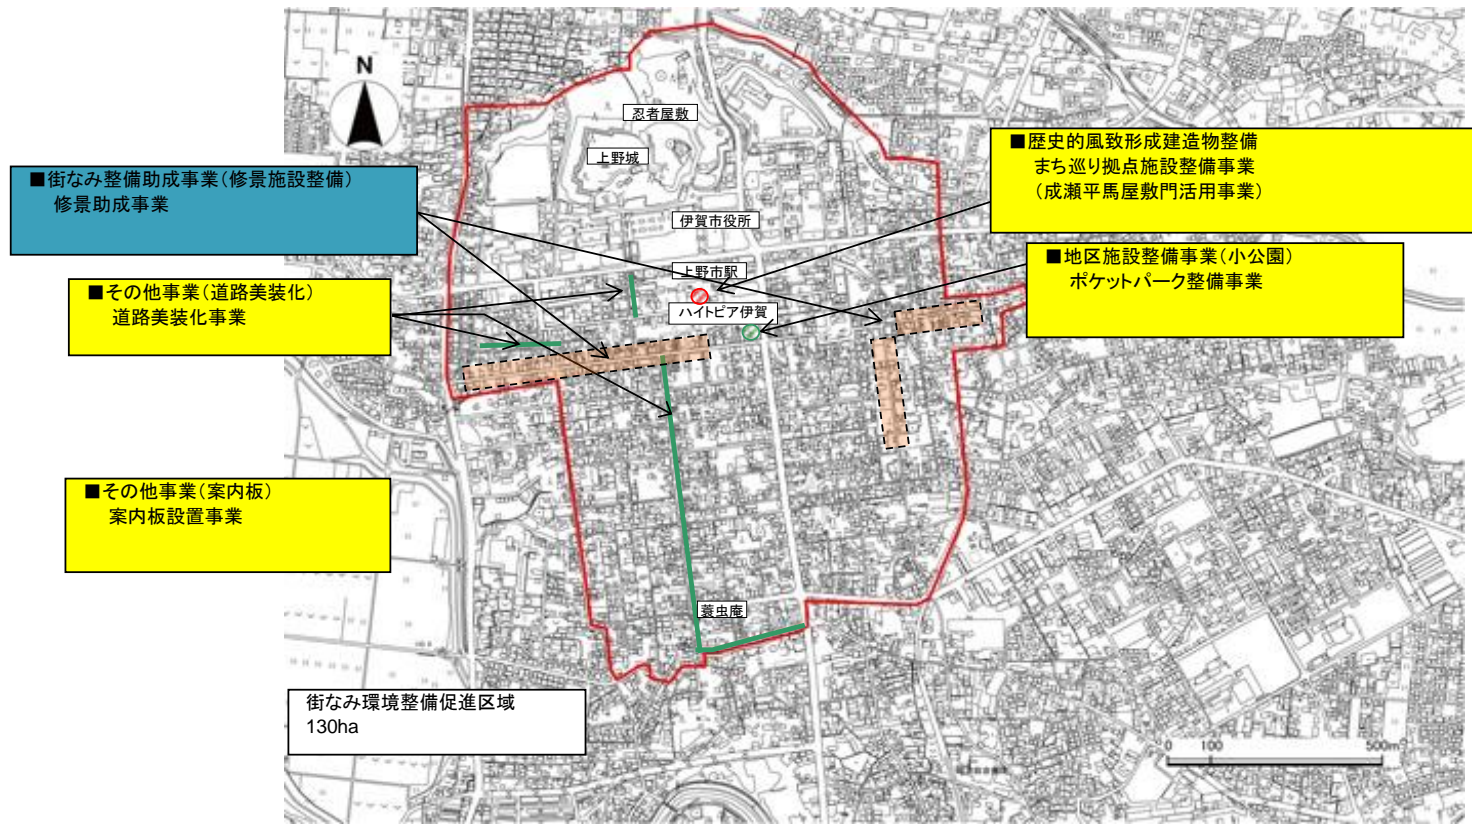 N
忍者屋敷
上野城
■歴史的風致形成建造物整備
まち巡り拠点施設整備事業
(成瀬平馬屋敷門活用事業)
■街なみ整備助成事業(修景施設整備)
修景助成事業
伊賀市役所
■地区施設整備事業(小公園)
ポケットパーク整備事業
上野市駅
■その他事業(道路美装化)
道路美装化事業
ハイトピア伊賀
■その他事業(案内板)
案内板設置事業
蓑虫庵
街なみ環境整備促進区域
130ha
0 100 500m